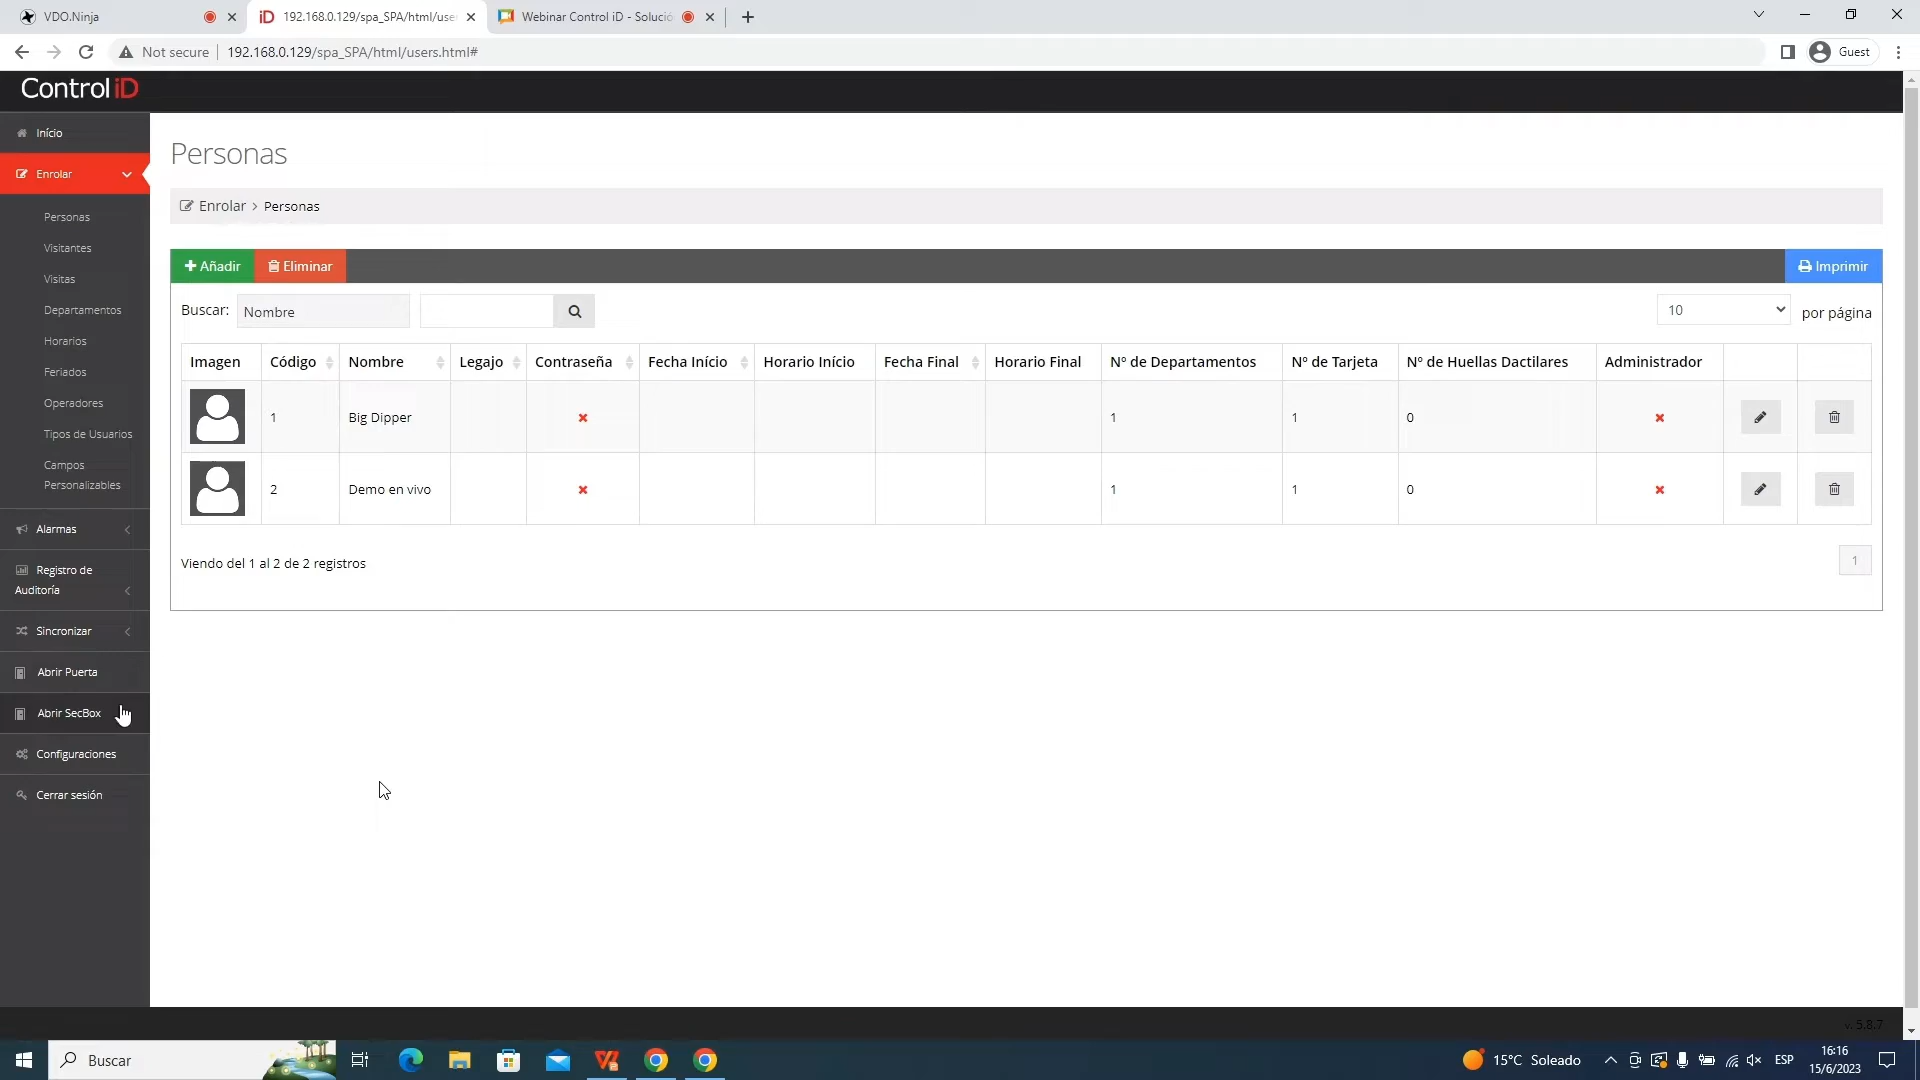 VDO.Ninja
iD 192.168.0.129/spa_SPA/html/use
Webinar Control iD - Soluci
Not secure
192.168.0.129/spa_SPA/html/users.html#
Guest
Control iD
Início
Enrolar
Personas
Visitantes
Visitas
Departamentos
Horarios
Feriados
Operadores
Tipos de Usuarios
Campos
Personalizables
Alarmas
Registro de
Auditoría
Sincronizar
Abrir Puerta
Abrir SecBox
Configuraciones
Cerrar sesión
Personas
Enrolar > Personas
Añadir
Eliminar
Imprimir
Buscar: Nombre
10 por página
Imagen Código Nombre Legajo Contraseña Fecha Início Horario Início Fecha Final Horario Final Nº de Departamentos Nº de Tarjeta Nº de Huellas Dactilares Administrador
1 Big Dipper 1 1 0
2 Demo en vivo 1 1 0
Viendo del 1 al 2 de 2 registros
1
v. 5.8.7
Buscar
15°C Soleado
ESP
16:16
15/6/2023